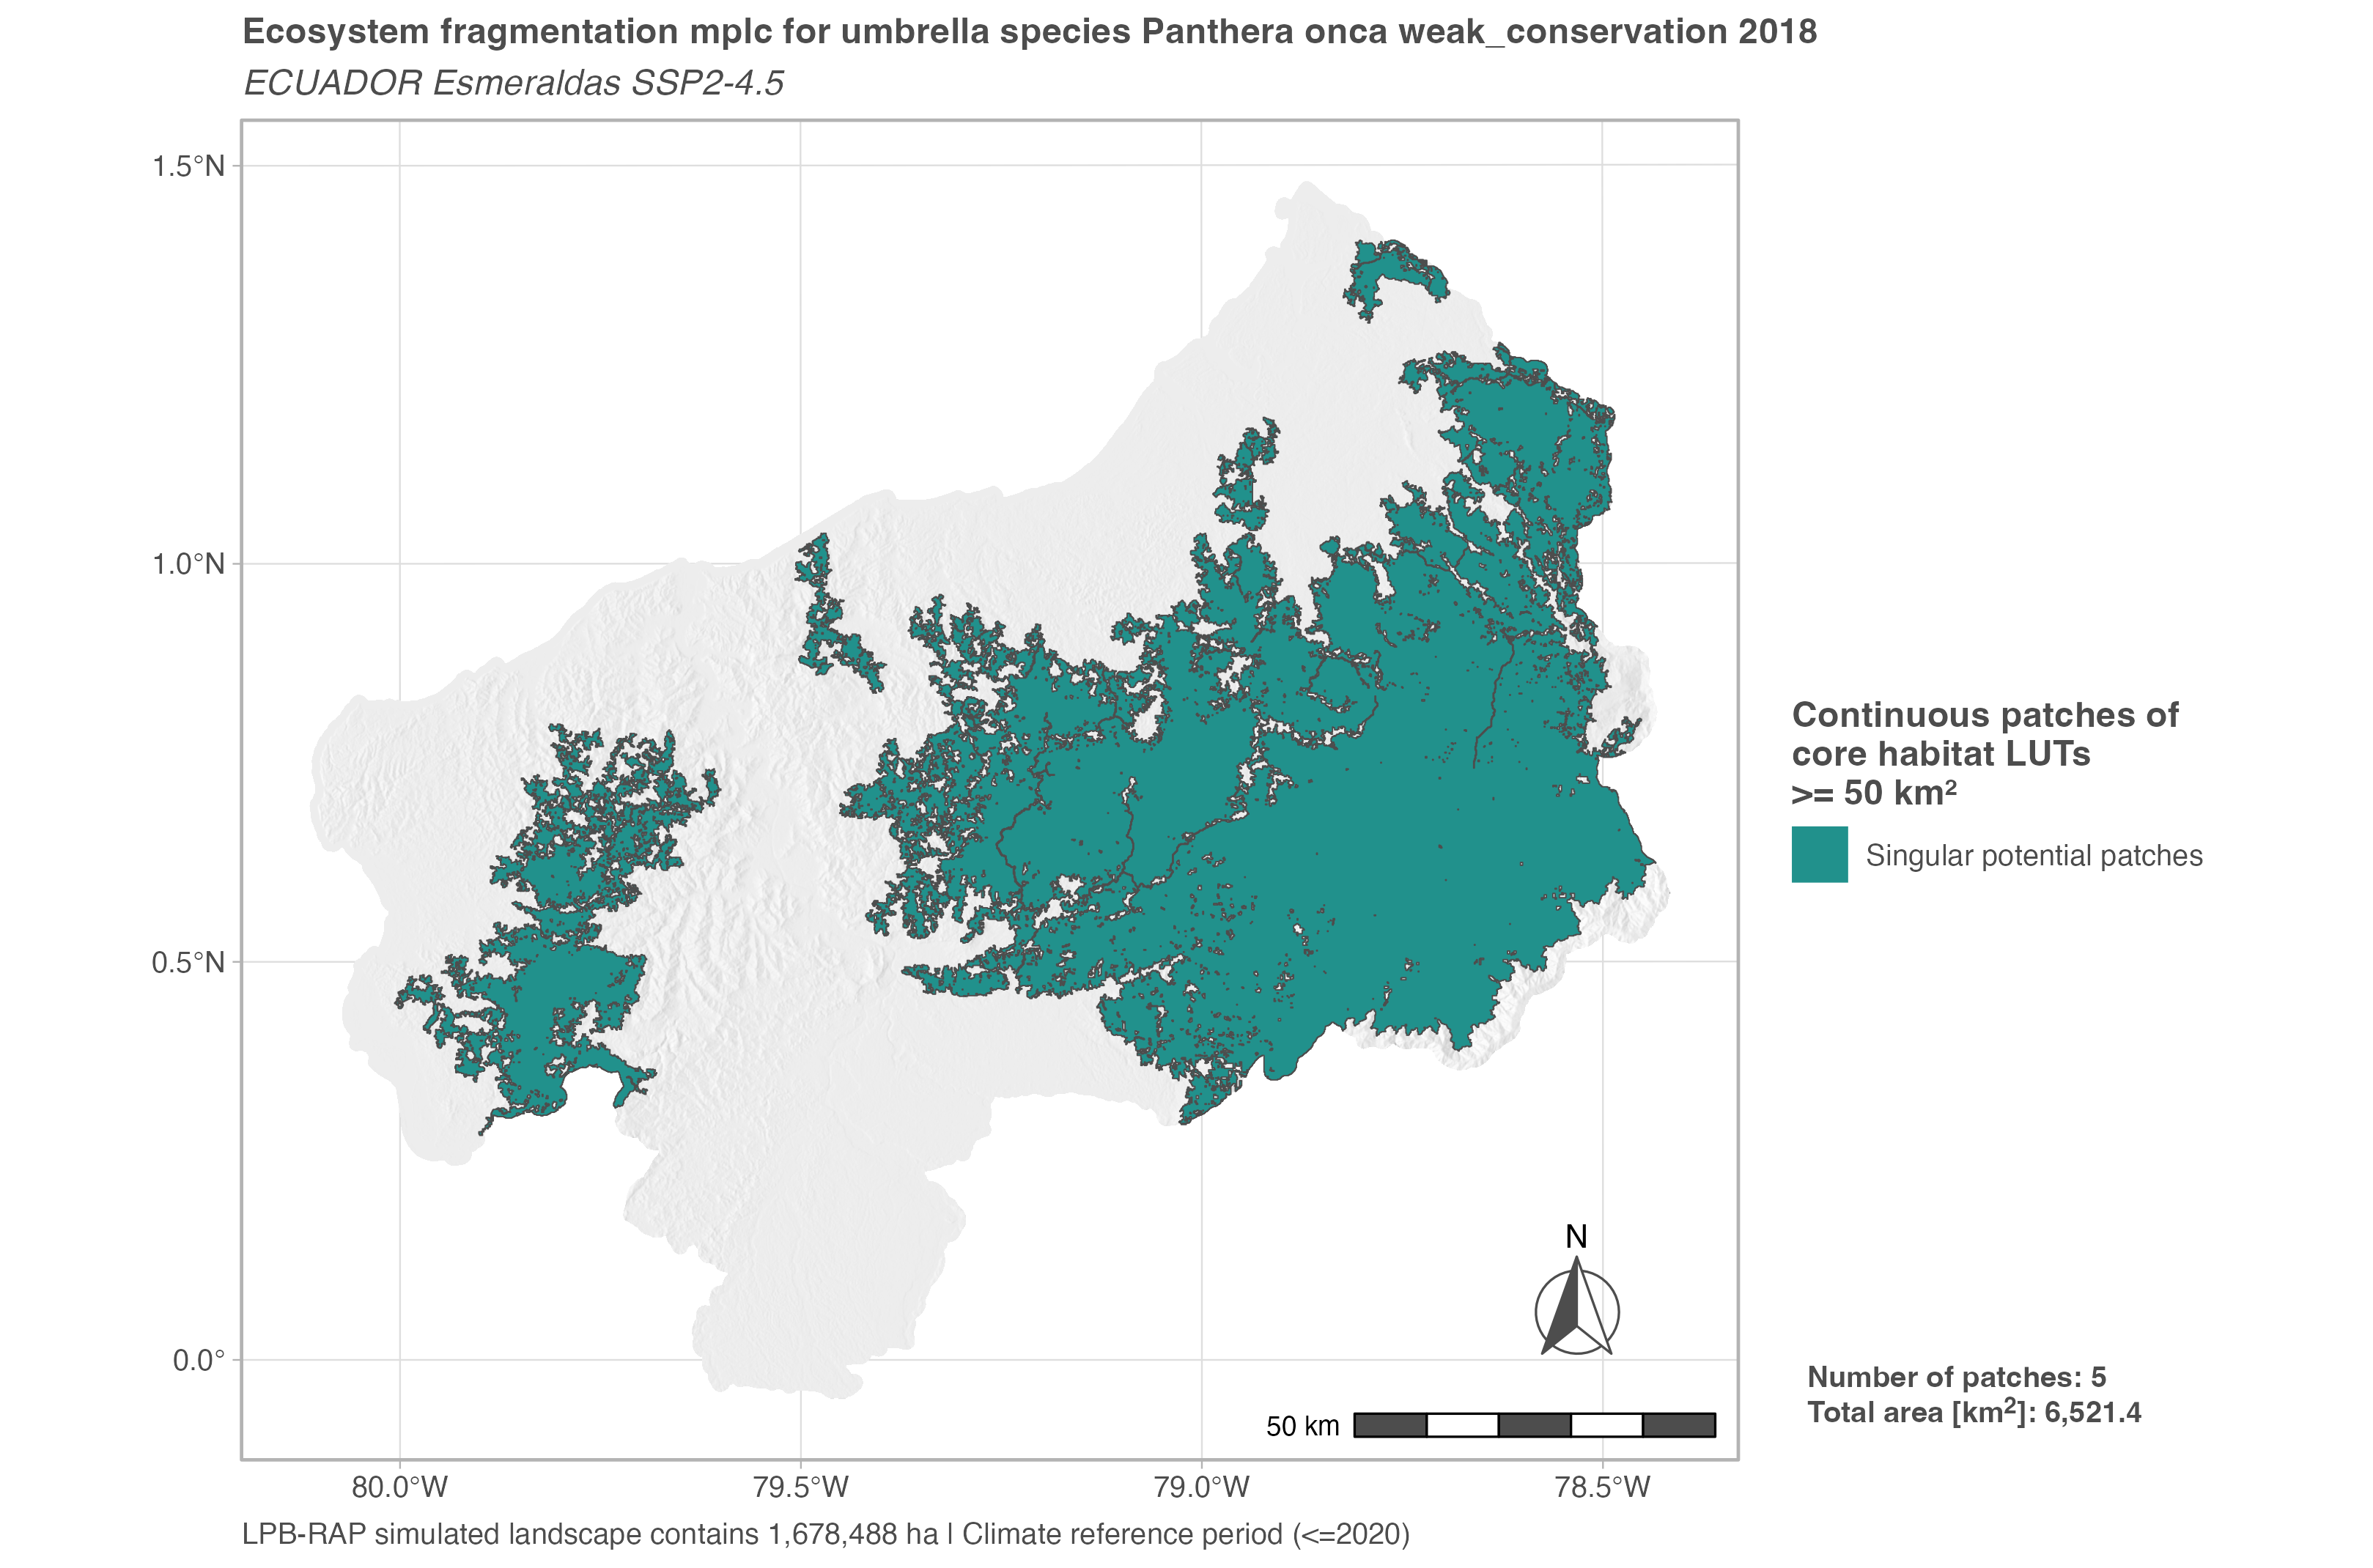 Ecosystem fragmentation mplc for umbrella species Panthera onca weak_conservation 2018
ECUADOR Esmeraldas SSP2-4.5
1.5°N
1.0°N
0.5°N
0.0°
80.0°W
79.5°W
79.0°W
78.5°W
N
50 km
Continuous patches of
core habitat LUTs
>= 50 km²
Singular potential patches
Number of patches: 5
Total area [km²]: 6,521.4
LPB-RAP simulated landscape contains 1,678,488 ha | Climate reference period (<=2020)